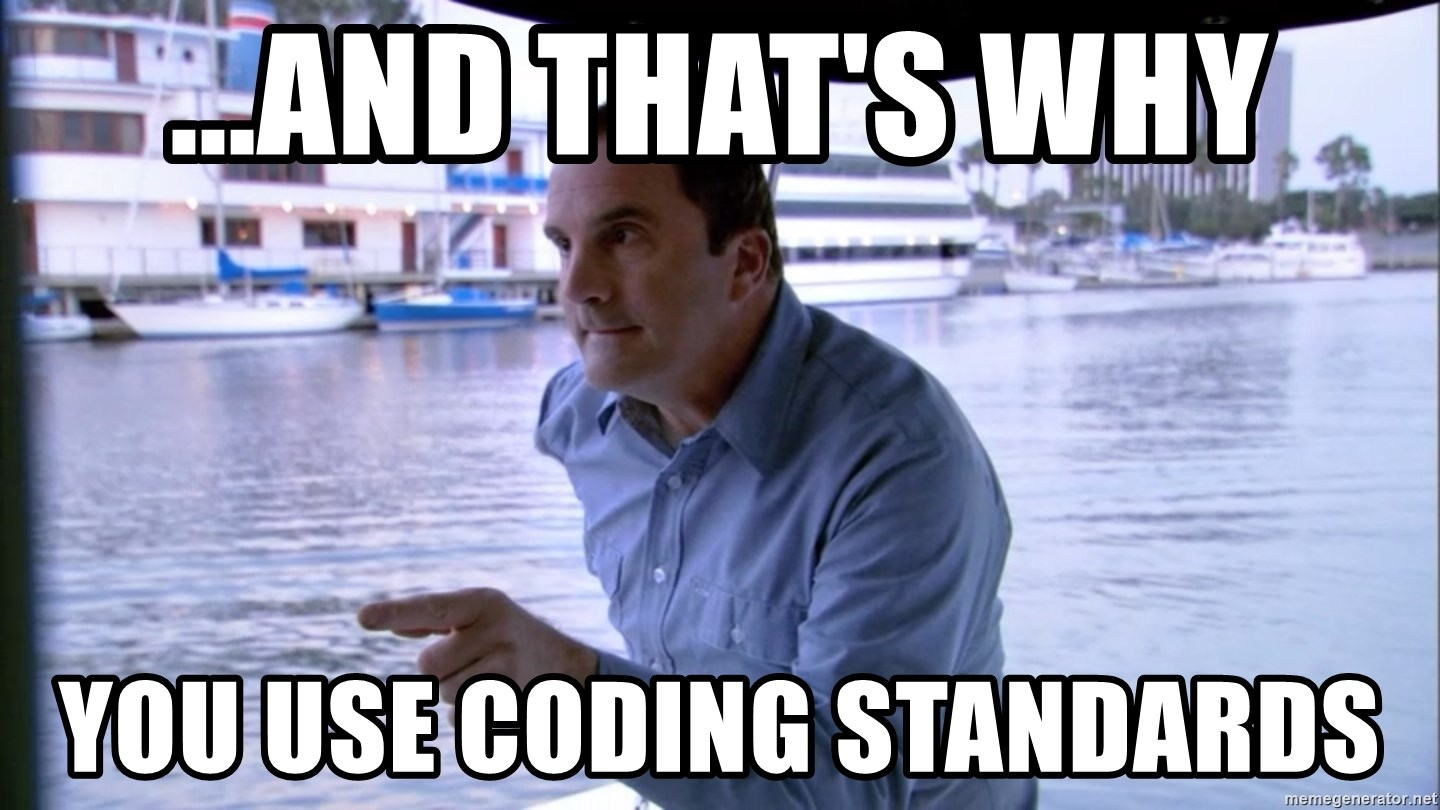 ...AND THAT'S WHY
YOU USE CODING STANDARDS
memegenerator.net